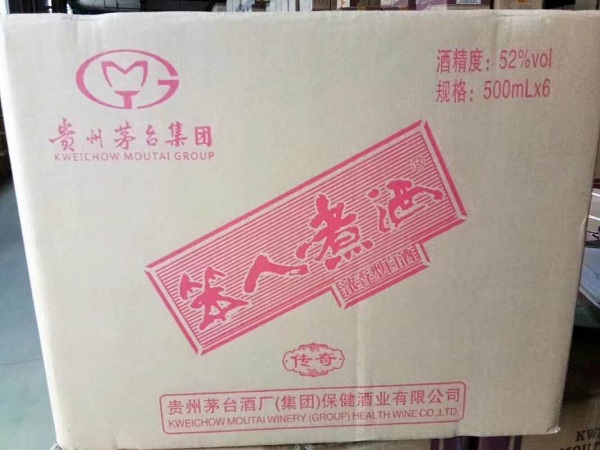 酒精度：52%vol
规格：500mLx6
贵州茅台集团
KWEICHOW MOUTAI GROUP
笨人煮酒
浓香型白酒
传奇
贵州茅台酒厂(集团)保健酒业有限公司
KWEICHOW MOUTAI WINERY (GROUP) HEALTH WINE CO.,LTD.